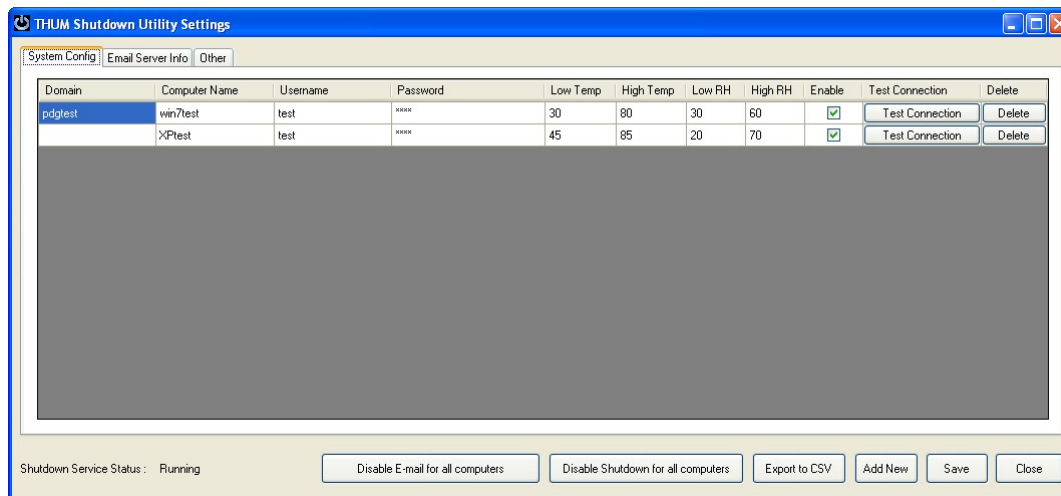 THUM Shutdown Utility Settings
System Config Email Server Info Other
Domain Computer Name Username Password Low Temp High Temp Low RH High RH Enable Test Connection Delete
pdgtest win7test test **** 30 80 30 60 Test Connection Delete
XPtest test **** 45 85 20 70 Test Connection Delete
Shutdown Service Status : Running Disable E-mail for all computers Disable Shutdown for all computers Export to CSV Add New Save Close